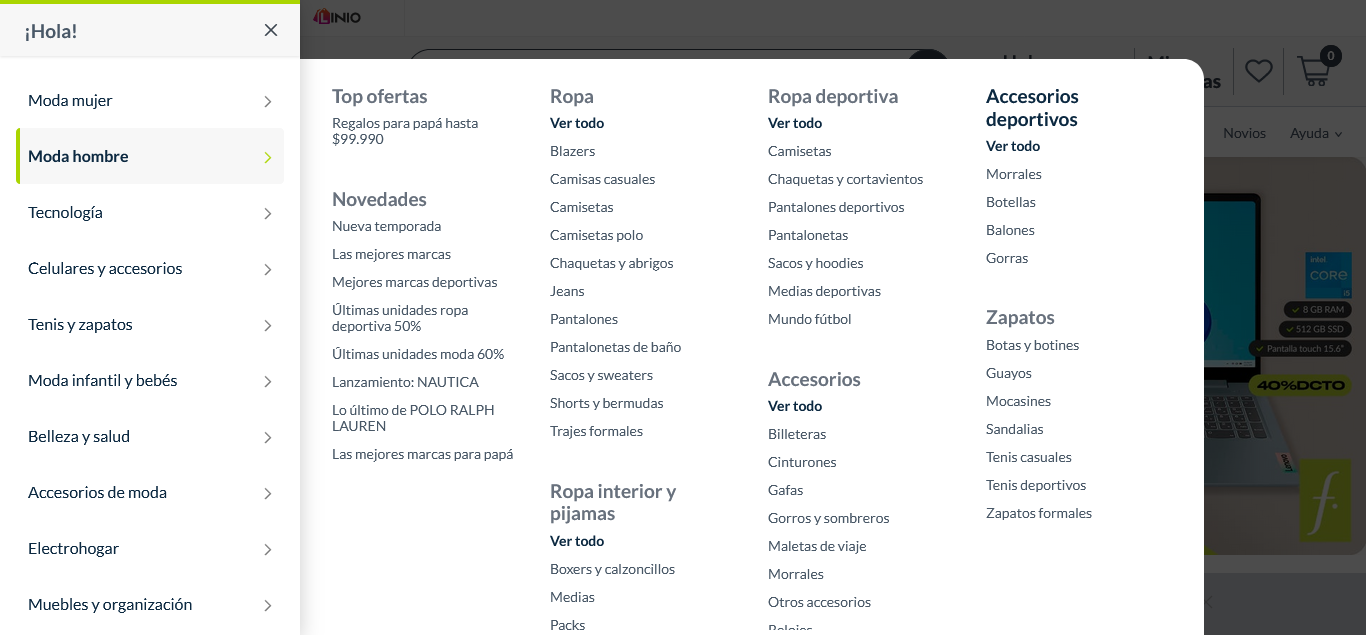 ¡Hola!
Moda mujer
Moda hombre
Tecnología
Celulares y accesorios
Tenis y zapatos
Moda infantil y bebés
Belleza y salud
Accesorios de moda
Electrohogar
Muebles y organización
LINIO
0
Novios
Ayuda
Top ofertas
Regalos para papá hasta
$99.990
Novedades
Nueva temporada
Las mejores marcas
Mejores marcas deportivas
Últimas unidades ropa
deportiva 50%
Últimas unidades moda 60%
Lanzamiento: NAUTICA
Lo último de POLO RALPH
LAUREN
Las mejores marcas para papá
Ropa
Ver todo
Blazers
Camisas casuales
Camisetas
Camisetas polo
Chaquetas y abrigos
Jeans
Pantalones
Pantalonetas de baño
Sacos y sweaters
Shorts y bermudas
Trajes formales
Ropa interior y
pijamas
Ver todo
Boxers y calzoncillos
Medias
Packs
Ropa deportiva
Ver todo
Camisetas
Chaquetas y cortavientos
Pantalones deportivos
Pantalonetas
Sacos y hoodies
Medias deportivas
Mundo fútbol
Accesorios
Ver todo
Billeteras
Cinturones
Gafas
Gorros y sombreros
Maletas de viaje
Morrales
Otros accesorios
Relojes
Accesorios
deportivos
Ver todo
Morrales
Botellas
Balones
Gorras
Zapatos
Botas y botines
Guayos
Mocasines
Sandalias
Tenis casuales
Tenis deportivos
Zapatos formales
intel
CORE
i5
8 GB RAM
512 GB SSD
Pantalla touch 15.6"
40%DCTO
f.